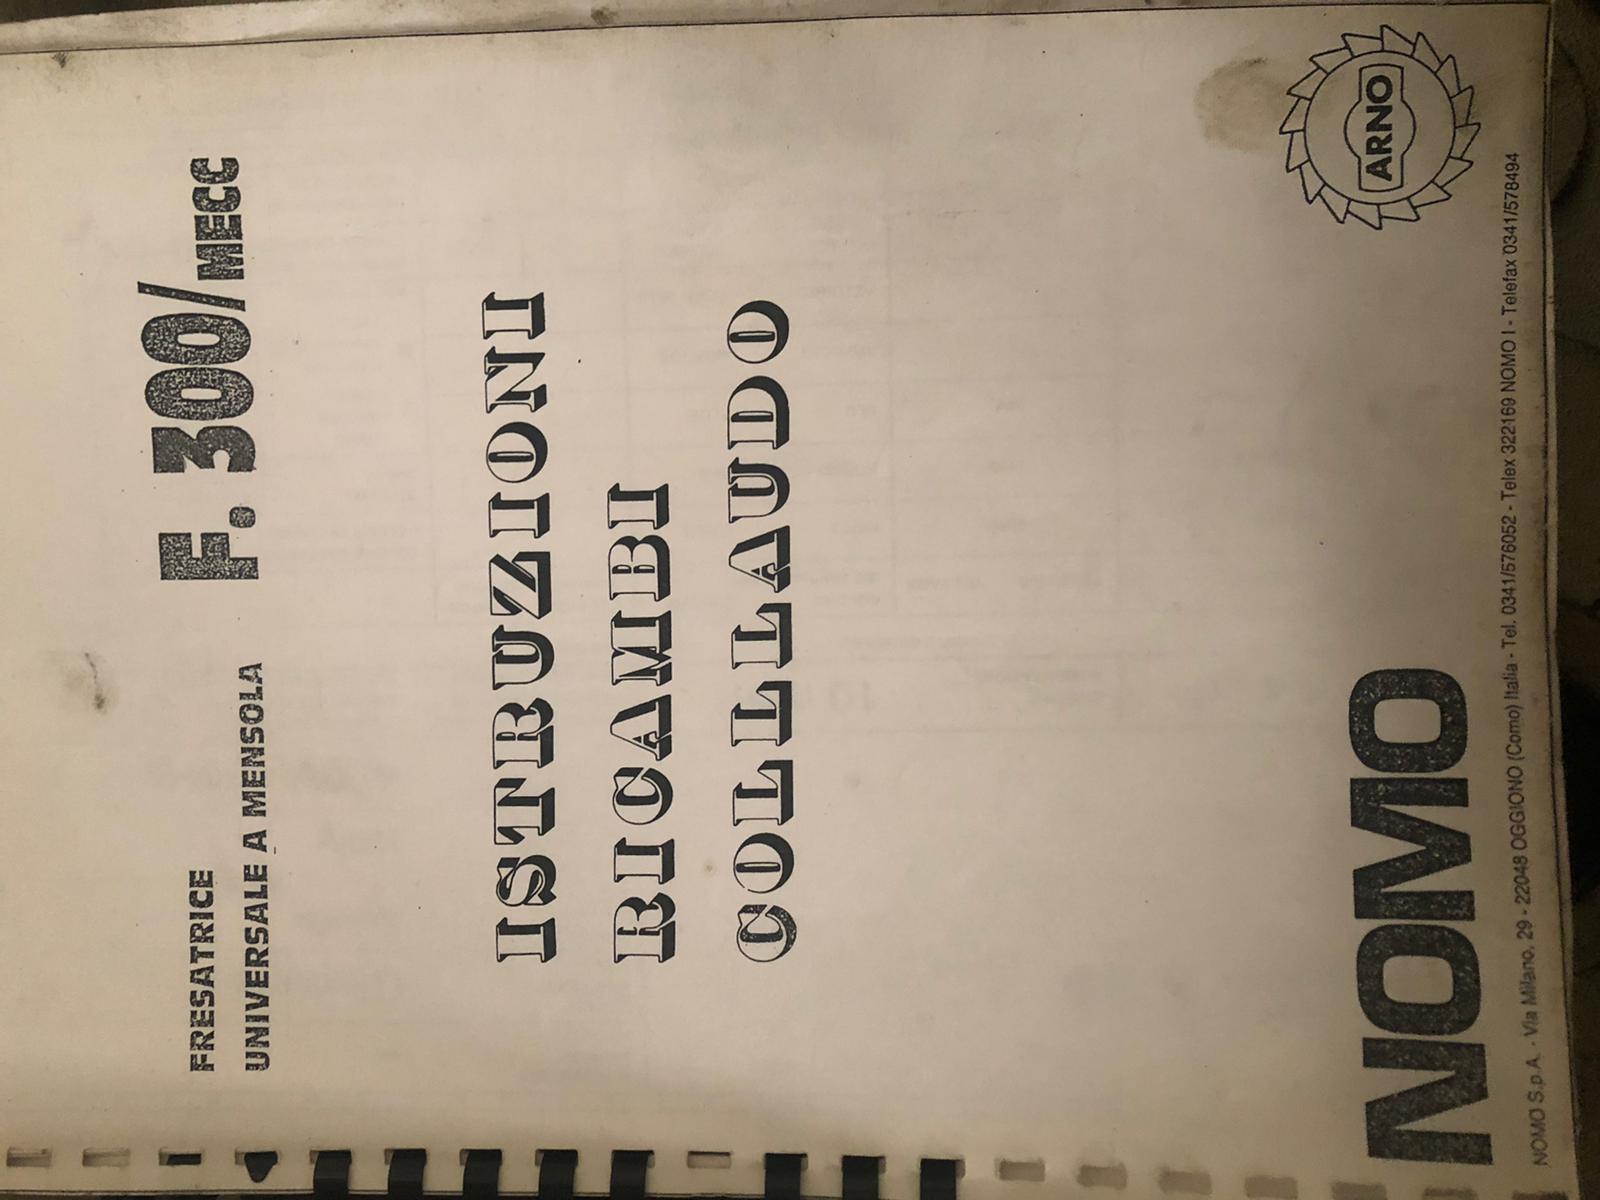 FRESATRICE
UNIVERSALE A MENSOLA
F. 300/MECC
ISTRUZIONI
RICAMBI
COLLLAUDO
NOMO
ARNO
NOMO S.p.A. - Via Milano, 29 - 22048 OGGIONO (Como) Italia - Tel. 0341/576052 - Telex 322169 NOMO I - Telefax 0341/578494